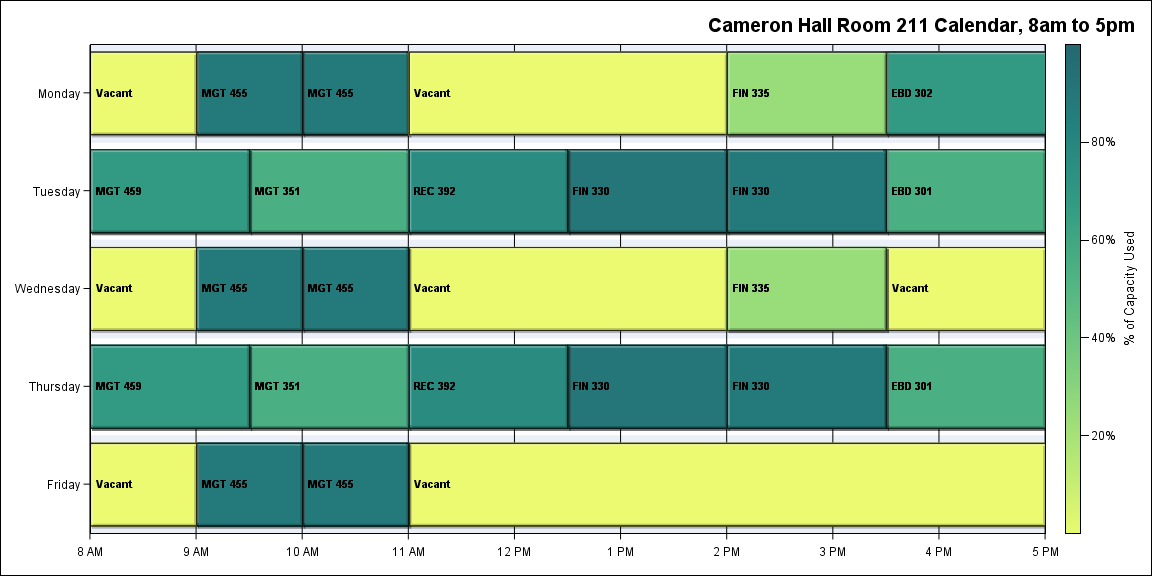 Cameron Hall Room 211 Calendar, 8am to 5pm
Monday
Vacant
MGT 455
MGT 455
Vacant
FIN 335
EBD 302
Tuesday
MGT 459
MGT 351
REC 392
FIN 330
FIN 330
EBD 301
Wednesday
Vacant
MGT 455
MGT 455
Vacant
FIN 335
Vacant
Thursday
MGT 459
MGT 351
REC 392
FIN 330
FIN 330
EBD 301
Friday
Vacant
MGT 455
MGT 455
Vacant
8 AM
9 AM
10 AM
11 AM
12 PM
1 PM
2 PM
3 PM
4 PM
5 PM
80%
60%
40%
20%
% of Capacity Used